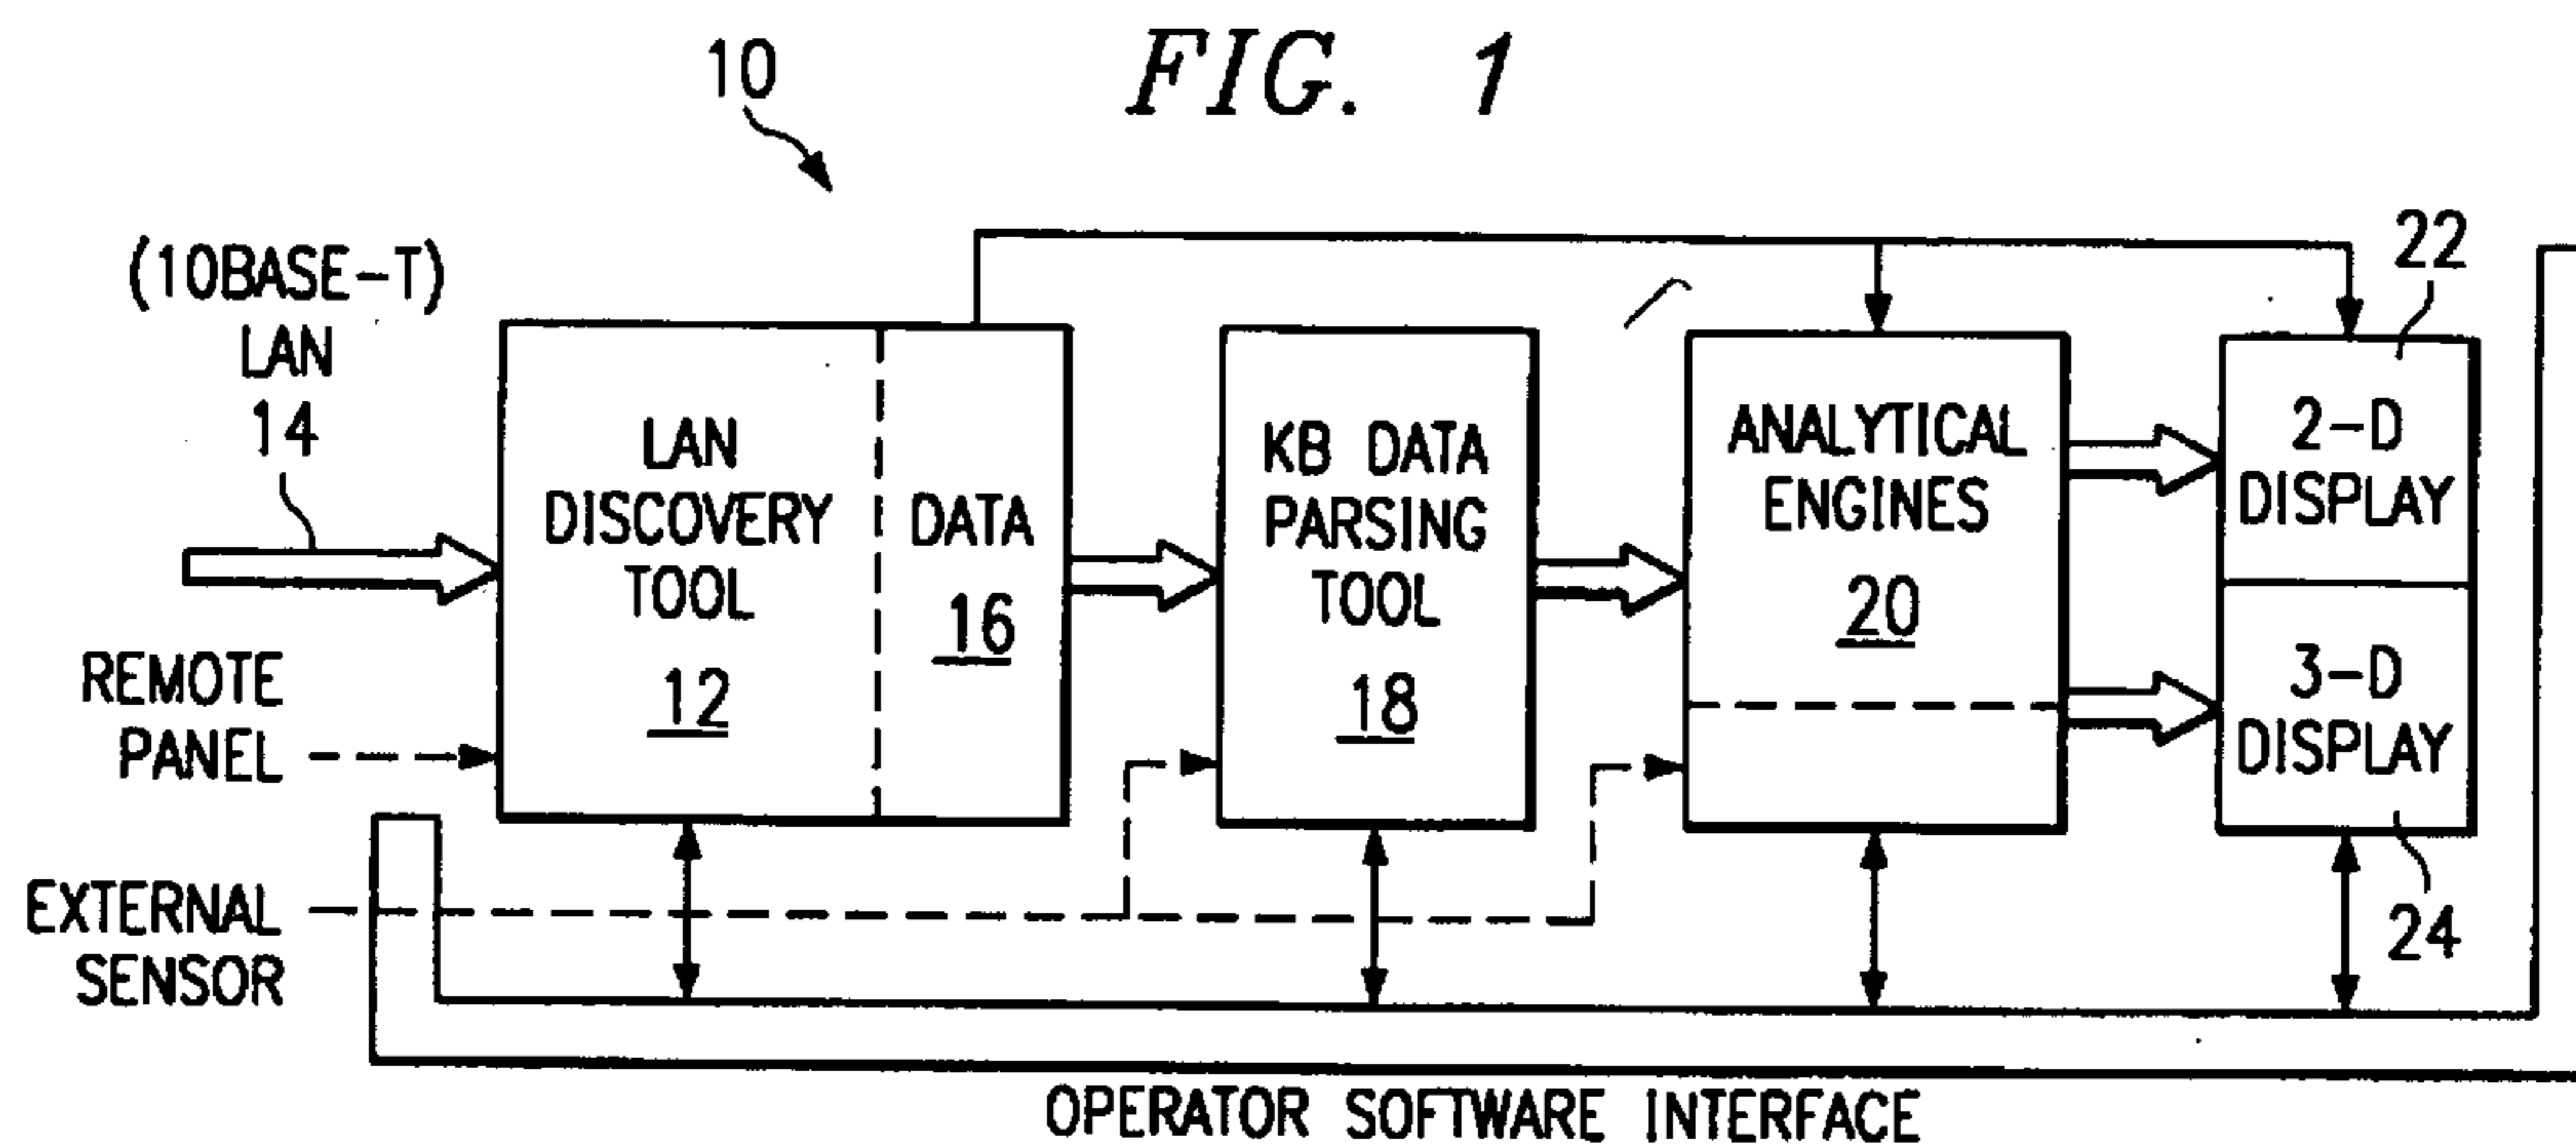 FIG. 1
10
(10BASE-T)
LAN
14
LAN
DISCOVERY
TOOL
12
DATA
16
KB DATA
PARSING
TOOL
18
ANALYTICAL
ENGINES
20
22
2-D
DISPLAY
3-D
DISPLAY
24
REMOTE
PANEL
EXTERNAL
SENSOR
OPERATOR SOFTWARE INTERFACE